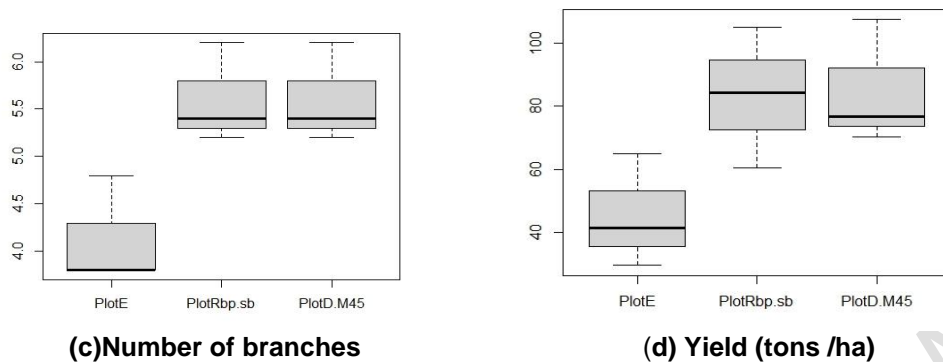 6.0
5.5
5.0
4.5
4.0
PlotE PlotRbp.sb PlotD.M45
(c)Number of branches
100
80
60
40
PlotE PlotRbp.sb PlotD.M45
(d) Yield (tons /ha)